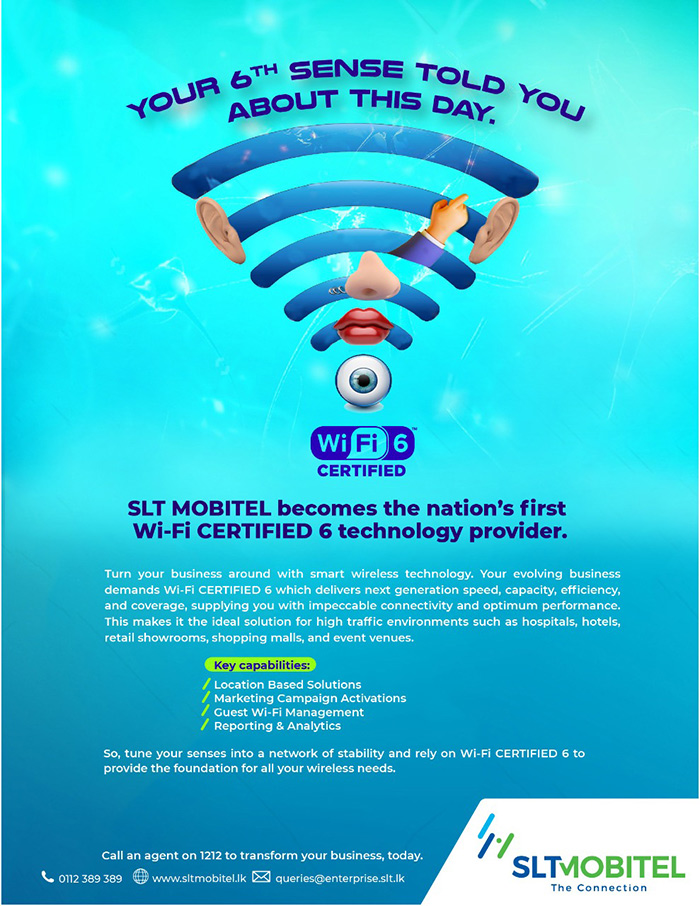 YOUR 6TH SENSE TOLD YOU
ABOUT THIS DAY.
Wi Fi 6™
CERTIFIED
SLT MOBITEL becomes the nation's first
Wi-Fi CERTIFIED 6 technology provider.
Turn your business around with smart wireless technology. Your evolving business
demands Wi-Fi CERTIFIED 6 which delivers next generation speed, capacity, efficiency,
and coverage, supplying you with impeccable connectivity and optimum performance.
This makes it the ideal solution for high traffic environments such as hospitals, hotels,
retail showrooms, shopping malls, and event venues.
Key capabilities:
Location Based Solutions
Marketing Campaign Activations
Guest Wi-Fi Management
Reporting & Analytics
So, tune your senses into a network of stability and rely on Wi-Fi CERTIFIED 6 to
provide the foundation for all your wireless needs.
Call an agent on 1212 to transform your business, today.
0112 389 389 www.sltmobitel.lk queries@enterprise.slt.lk
SLTMOBITEL
The Connection